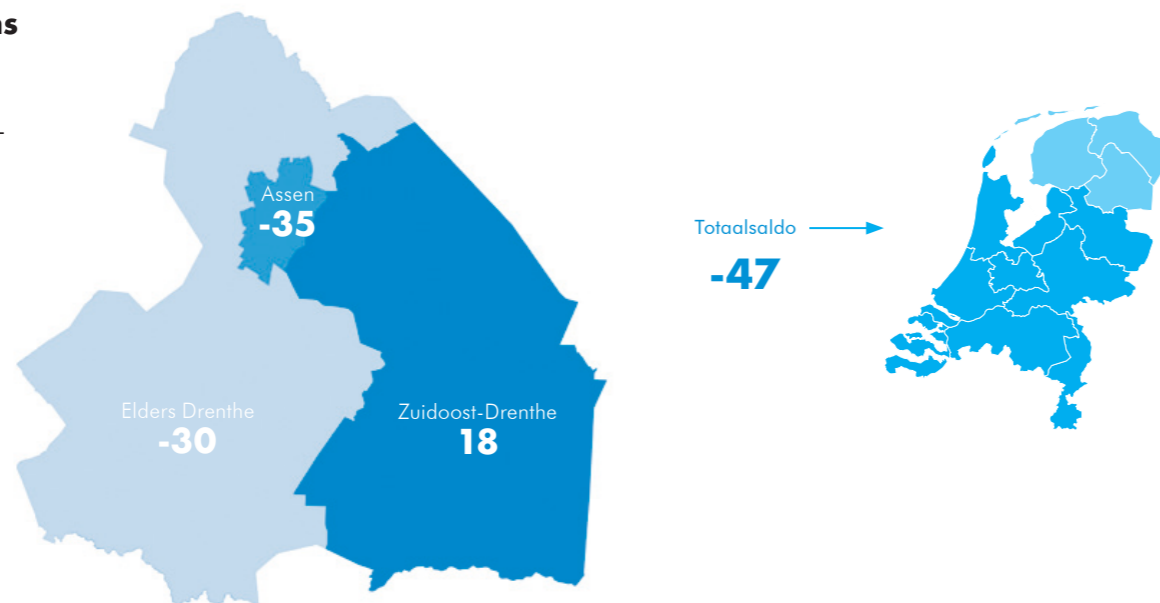 Assen
-35
Totaalsaldo
-47
Elders Drenthe
-30
Zuidoost-Drenthe
18